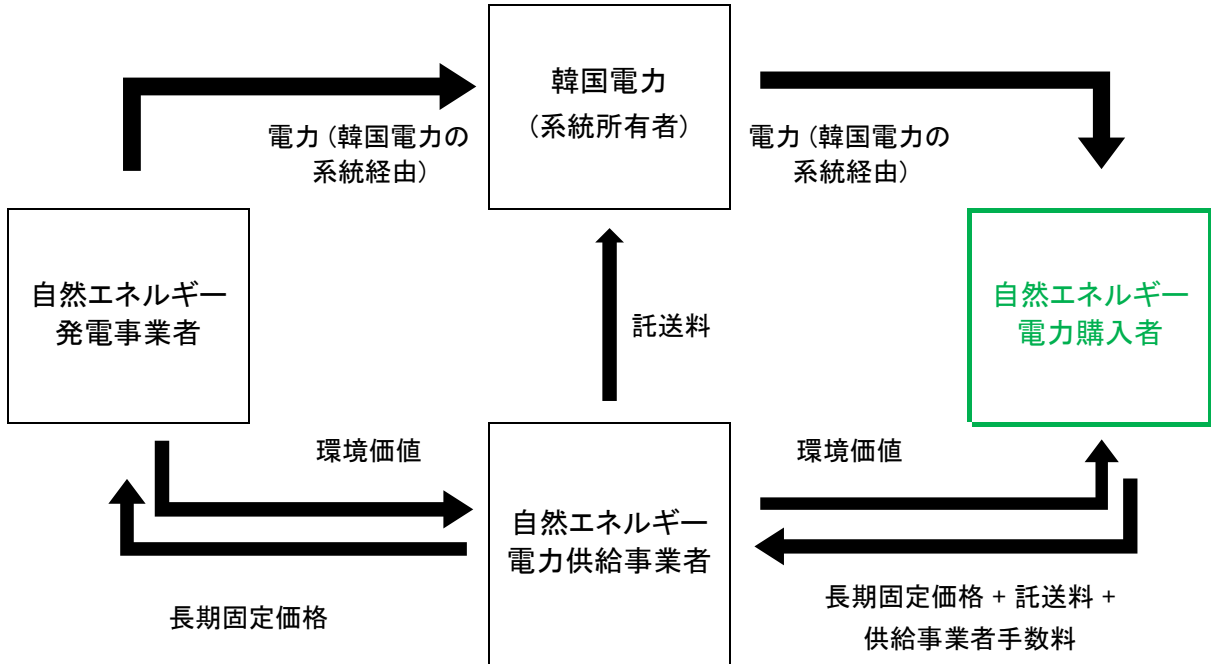 韓国電力
(系統所有者)
電力 (韓国電力の
系統経由)
電力 (韓国電力の
系統経由)
自然エネルギー
発電事業者
自然エネルギー
電力購入者
託送料
環境価値
環境価値
自然エネルギー
電力供給事業者
長期固定価格
長期固定価格 + 託送料 +
供給事業者手数料